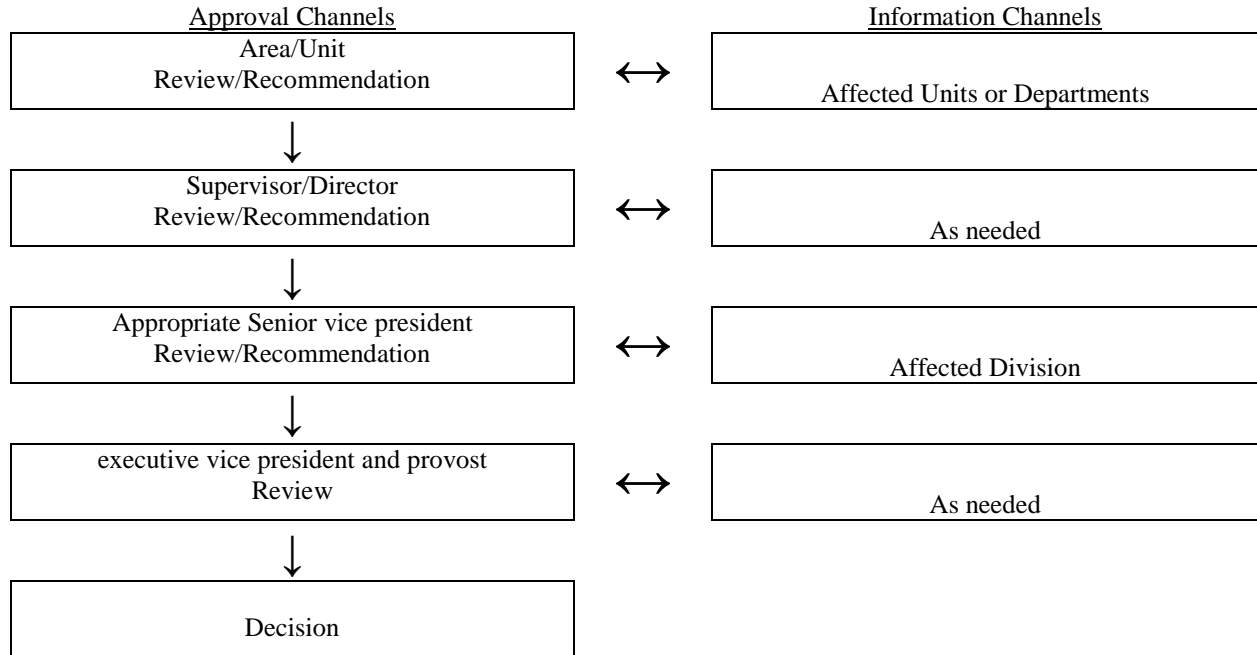 Approval Channels
Information Channels
Area/Unit
Review/Recommendation
Affected Units or Departments
Supervisor/Director
Review/Recommendation
As needed
Appropriate Senior vice president
Review/Recommendation
Affected Division
executive vice president and provost
Review
As needed
Decision